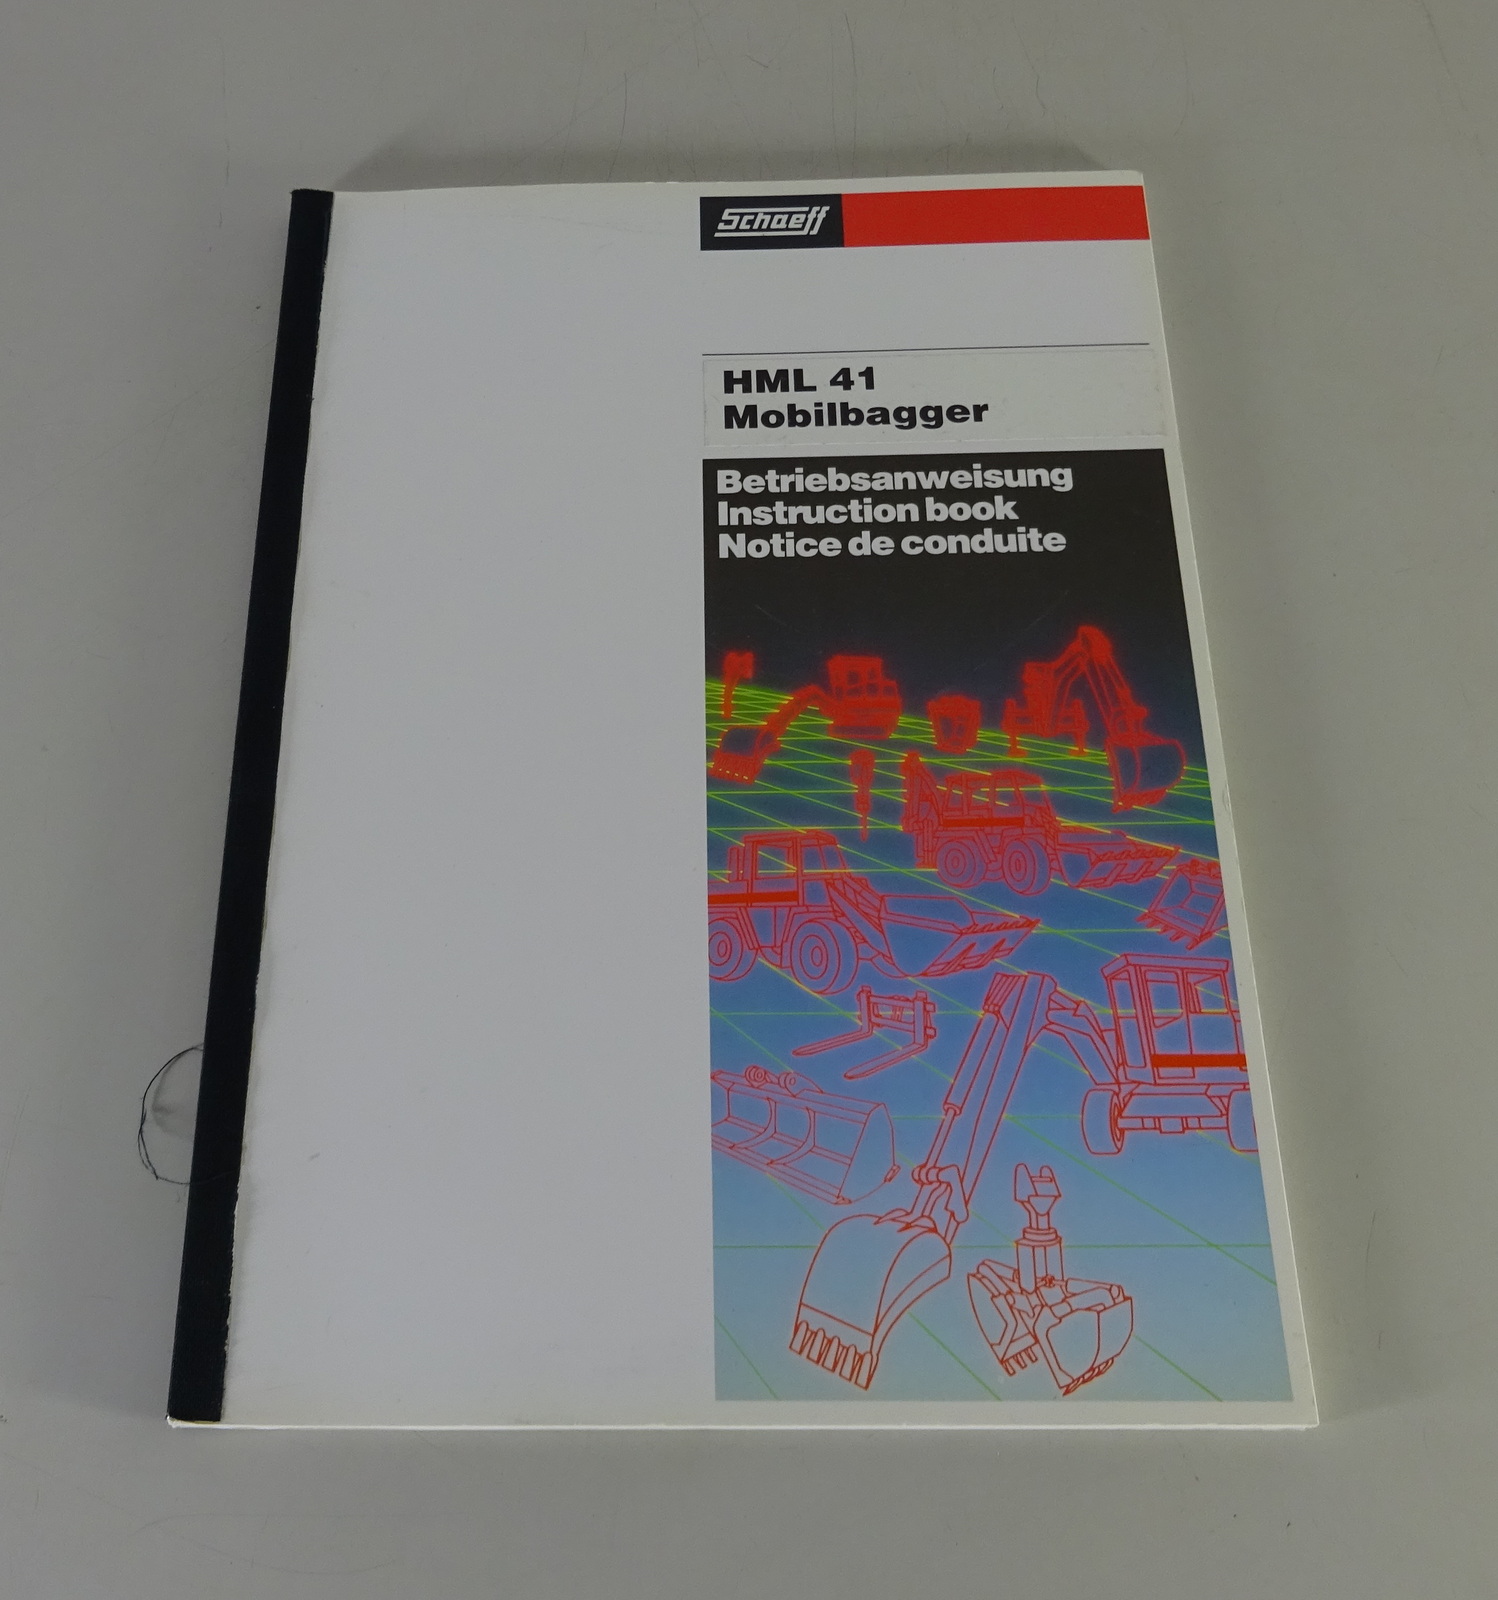 Schaeff
HML 41
Mobilbagger
Betriebsanweisung
Instruction book
Notice de conduite